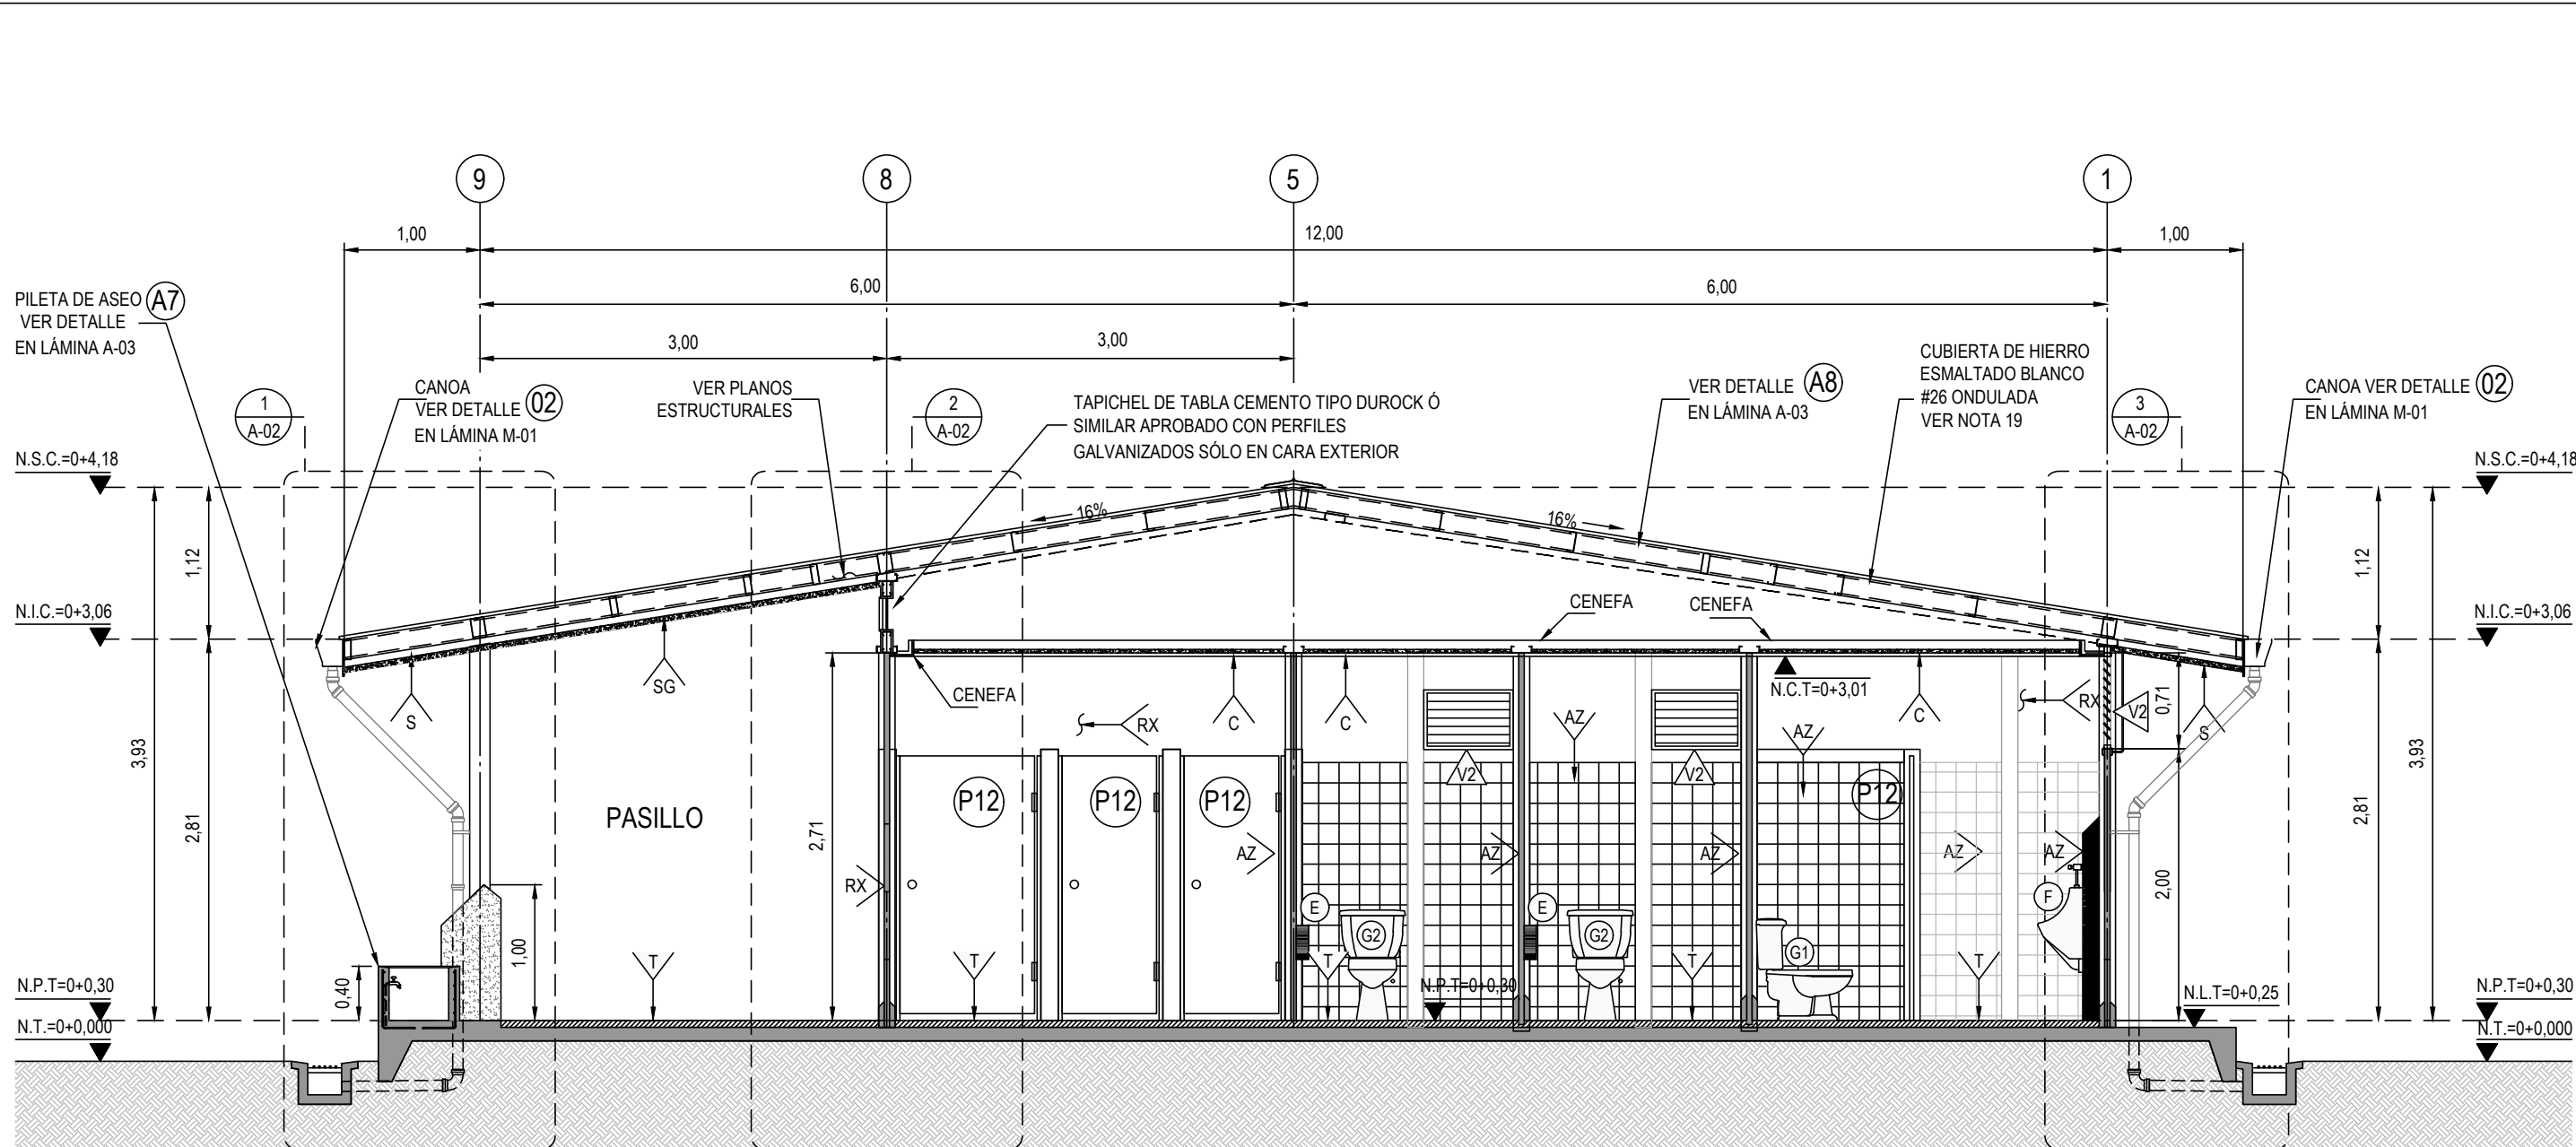 9
8
5
1
1,00
12,00
1,00
6,00
6,00
3,00
3,00
PILETA DE ASEO A7
VER DETALLE
EN LÁMINA A-03
1
A-02
CANOA
VER DETALLE 02
EN LÁMINA M-01
VER PLANOS
ESTRUCTURALES
2
A-02
TAPICHEL DE TABLA CEMENTO TIPO DUROCK Ó
SIMILAR APROBADO CON PERFILES
GALVANIZADOS SÓLO EN CARA EXTERIOR
VER DETALLE A8
EN LÁMINA A-03
CUBIERTA DE HIERRO
ESMALTADO BLANCO
#26 ONDULADA
VER NOTA 19
3
A-02
CANOA VER DETALLE 02
EN LÁMINA M-01
N.S.C.=0+4,18
N.S.C.=0+4,18
16%
16%
1,12
1,12
N.I.C.=0+3,06
CENEFA
CENEFA
N.I.C.=0+3,06
SG
CENEFA
N.C.T=0+3,01
S
RX
C
C
AZ
AZ
C
RX
V2
0,71
S
3,93
2,81
PASILLO
2,71
P12
P12
P12
V2
V2
P12
2,81
3,93
AZ
AZ
AZ
AZ
AZ
RX
E
E
F
2,00
G2
G2
G1
1,00
T
T
T
T
T
0,40
N.P.T=0+0,30
N.P.T=0+0,30
N.L.T=0+0,25
N.P.T=0+0,30
N.T.=0+0,000
N.T.=0+0,000